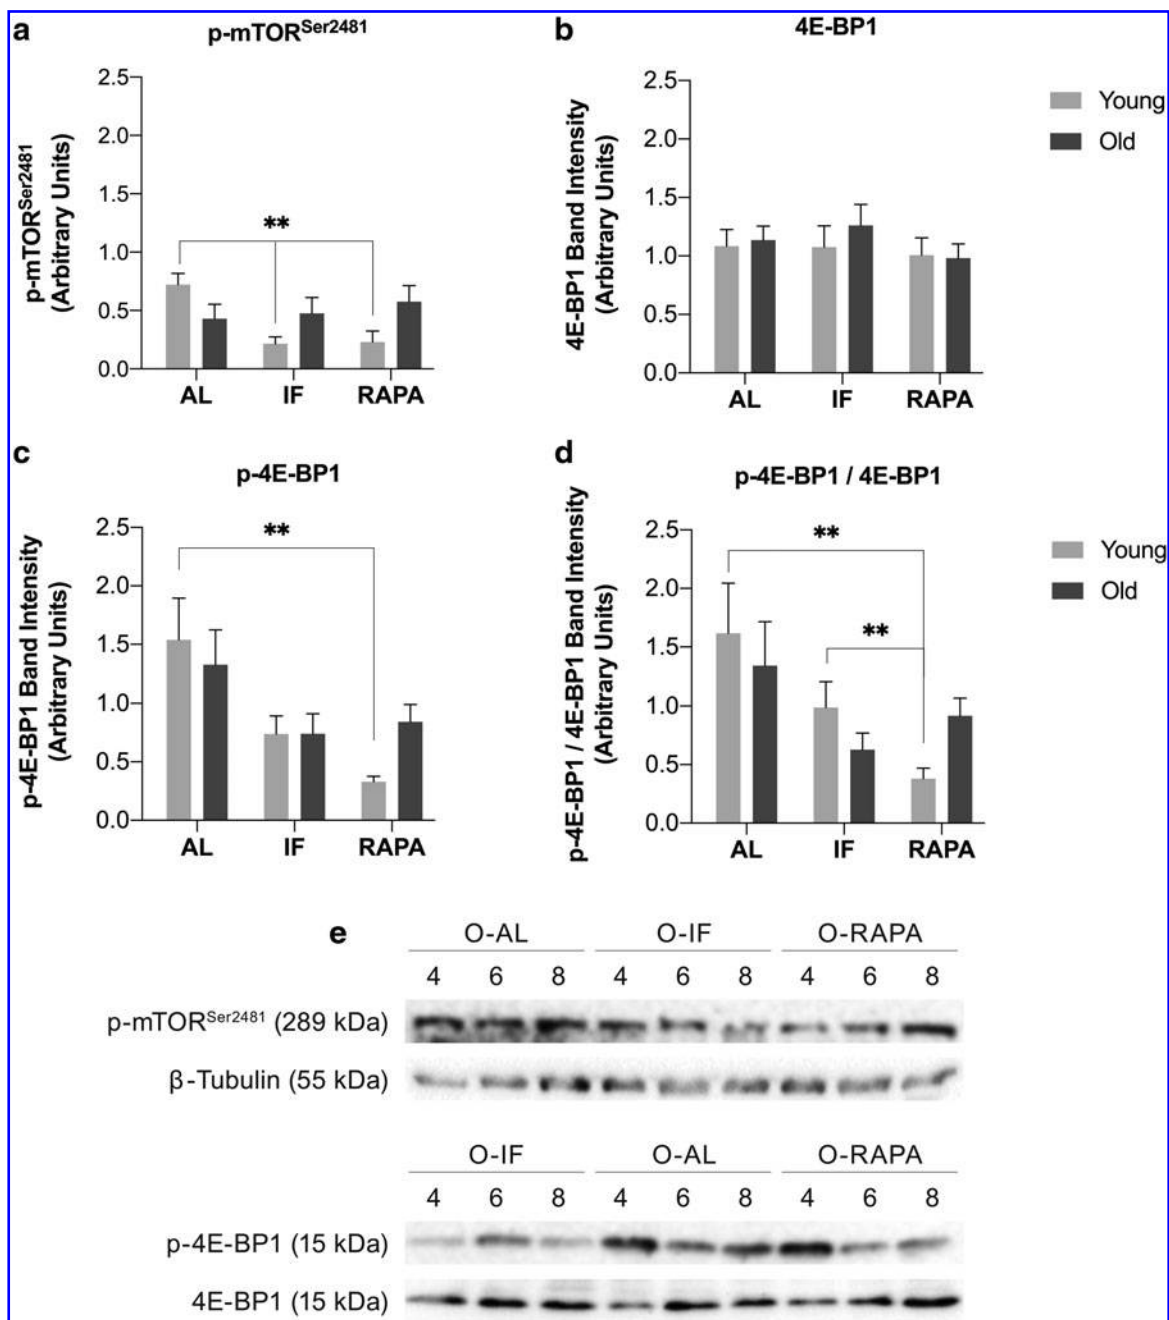 a
p-mTORSer2481
p-mTORSer2481
(Arbitrary Units)
2.5
2.0
1.5
1.0
0.5
0.0
**
AL IF RAPA
b
4E-BP1
4E-BP1 Band Intensity
(Arbitrary Units)
2.5
2.0
1.5
1.0
0.5
0.0
AL IF RAPA
Young
Old
c
p-4E-BP1
p-4E-BP1 Band Intensity
(Arbitrary Units)
2.5
2.0
1.5
1.0
0.5
0.0
**
AL IF RAPA
d
p-4E-BP1 / 4E-BP1
p-4E-BP1 / 4E-BP1 Band Intensity
(Arbitrary Units)
2.5
2.0
1.5
1.0
0.5
0.0
**
**
AL IF RAPA
Young
Old
e
O-AL O-IF O-RAPA
4 6 8 4 6 8 4 6 8
p-mTORSer2481 (289 kDa)
β-Tubulin (55 kDa)
O-IF O-AL O-RAPA
4 6 8 4 6 8 4 6 8
p-4E-BP1 (15 kDa)
4E-BP1 (15 kDa)